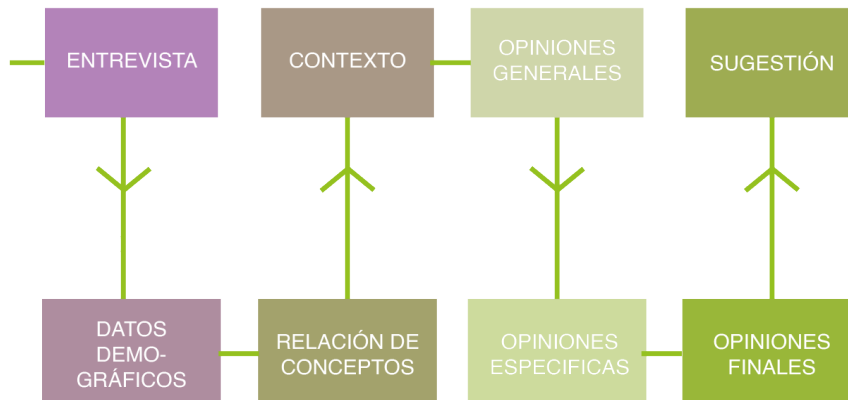 ENTREVISTA
CONTEXTO
OPINIONES
GENERALES
SUGESTIÓN
DATOS
DEMO-
GRÁFICOS
RELACIÓN DE
CONCEPTOS
OPINIONES
ESPECIFICAS
OPINIONES
FINALES